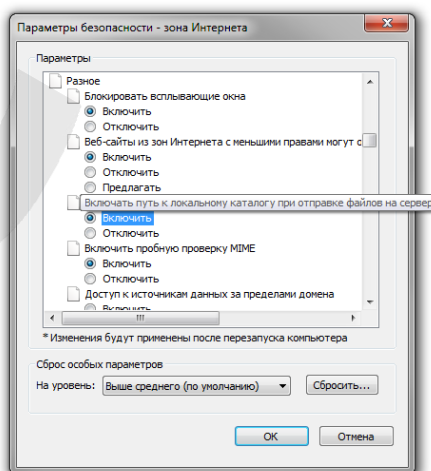 Параметры безопасности - зона Интернета
Параметры
Разное
Блокировать всплывающие окна
Включить
Отключить
Веб-сайты из зон Интернета с меньшими правами могут
Включить
Отключить
Предлагать
Включать путь к локальному каталогу при отправке файлов на сервер
Включить
Отключить
Включить пробную проверку MIME
Включить
Отключить
Доступ к источникам данных за пределами домена
Включить
* Изменения будут применены после перезапуска компьютера
Сброс особых параметров
На уровень: Выше среднего (по умолчанию) Сбросить...
OK Отмена